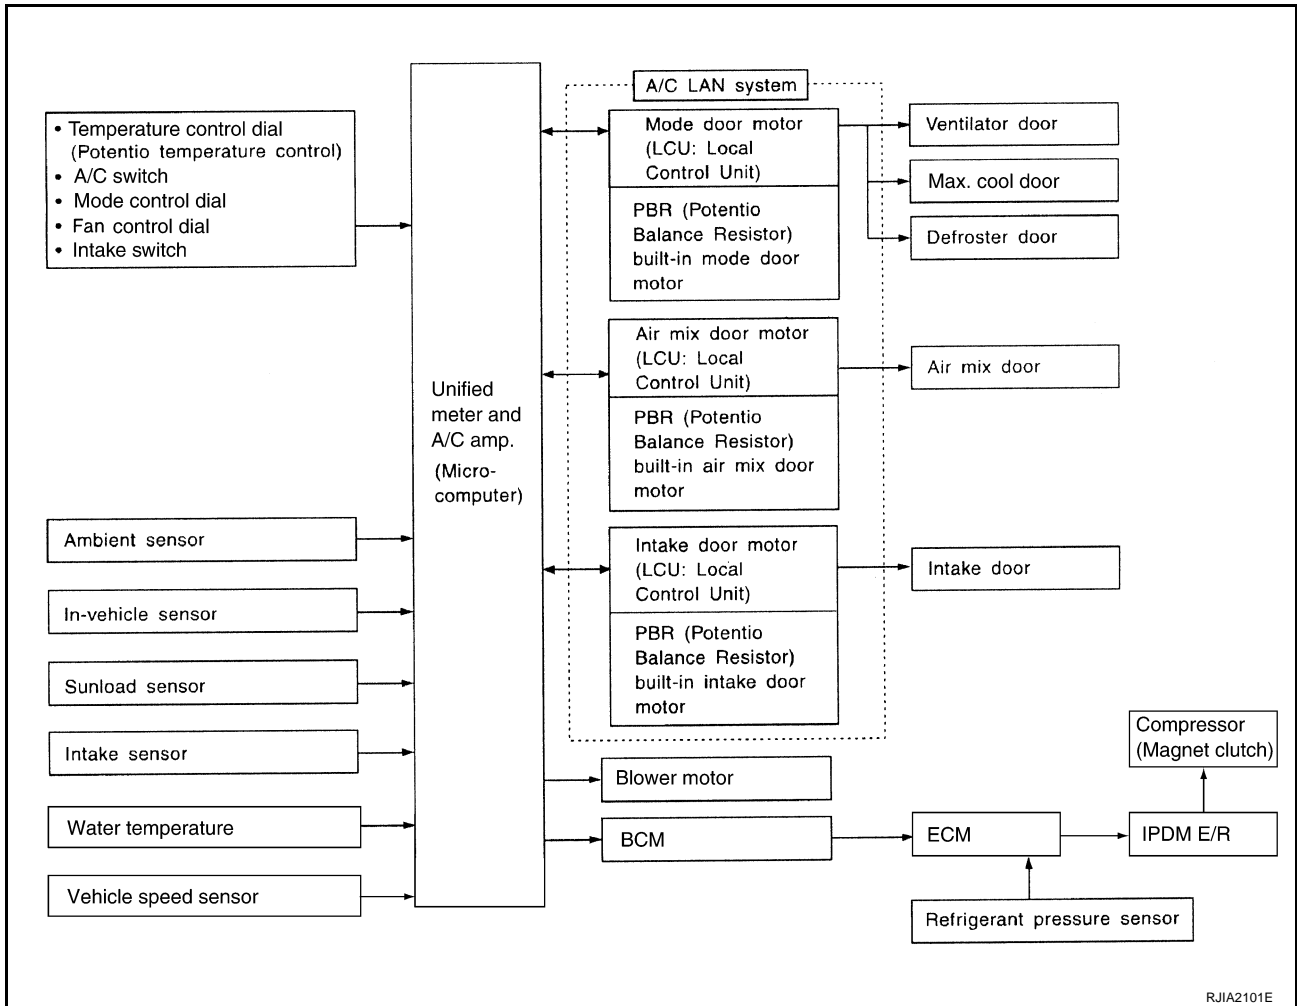 A/C LAN system
• Temperature control dial
(Potentio temperature control)
• A/C switch
• Mode control dial
• Fan control dial
• Intake switch
Mode door motor
(LCU: Local
Control Unit)
PBR (Potentio
Balance Resistor)
built-in mode door
motor
Ventilator door
Max. cool door
Defroster door
Air mix door motor
(LCU: Local
Control Unit)
PBR (Potentio
Balance Resistor)
built-in air mix door
motor
Air mix door
Unified
meter and
A/C amp.
(Micro-
computer)
Ambient sensor
In-vehicle sensor
Sunload sensor
Intake sensor
Water temperature
Vehicle speed sensor
Intake door motor
(LCU: Local
Control Unit)
PBR (Potentio
Balance Resistor)
built-in intake door
motor
Intake door
Blower motor
BCM
ECM
IPDM E/R
Compressor
(Magnet clutch)
Refrigerant pressure sensor
RJIA2101E